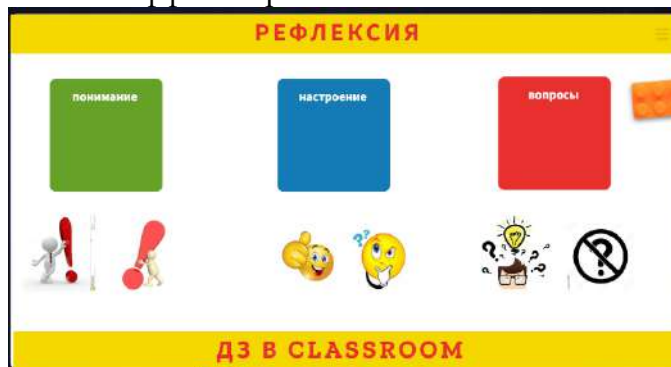 РЕФЛЕКСИЯ
понимание
настроение
вопросы
ДЗ В CLASSROOM